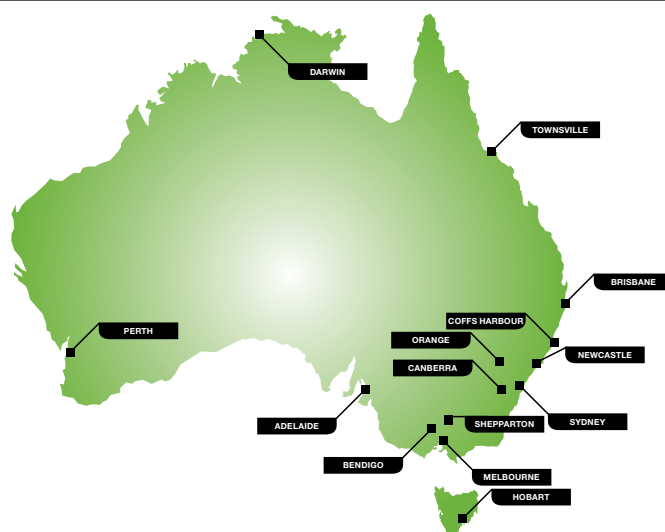 DARWIN
TOWNSVILLE
BRISBANE
COFFS HARBOUR
PERTH
ORANGE
NEWCASTLE
CANBERRA
ADELAIDE
SHEPPARTON
SYDNEY
BENDIGO
MELBOURNE
HOBART